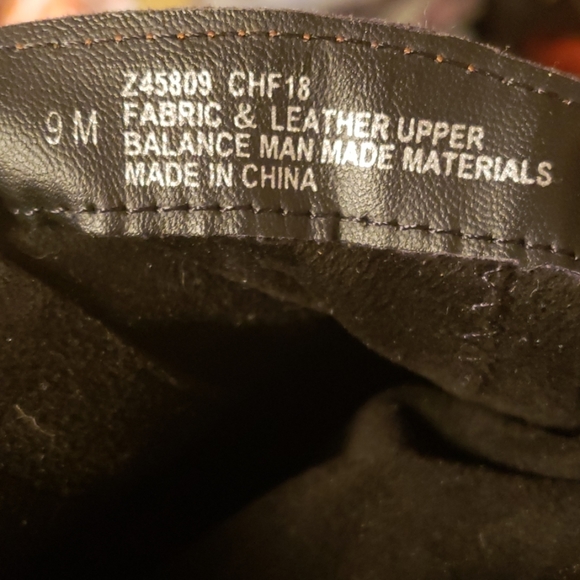 9 M
Z45809 CHF18
FABRIC & LEATHER UPPER
BALANCE MAN MADE MATERIALS
MADE IN CHINA